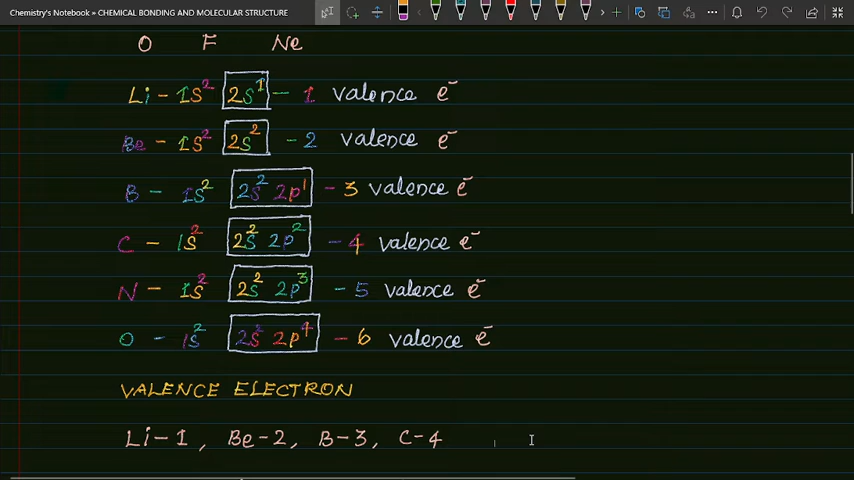 Chemistry's Notebook » CHEMICAL BONDING AND MOLECULAR STRUCTURE
O F Ne
Li - 1s² 2s¹ - 1 valence e⁻
Be - 1s² 2s² - 2 valence e⁻
B - 1s² 2s² 2p¹ - 3 valence e⁻
C - 1s² 2s² 2p² - 4 valence e⁻
N - 1s² 2s² 2p³ - 5 valence e⁻
O - 1s² 2s² 2p⁴ - 6 valence e⁻
VALENCE ELECTRON
Li-1, Be-2, B-3, C-4